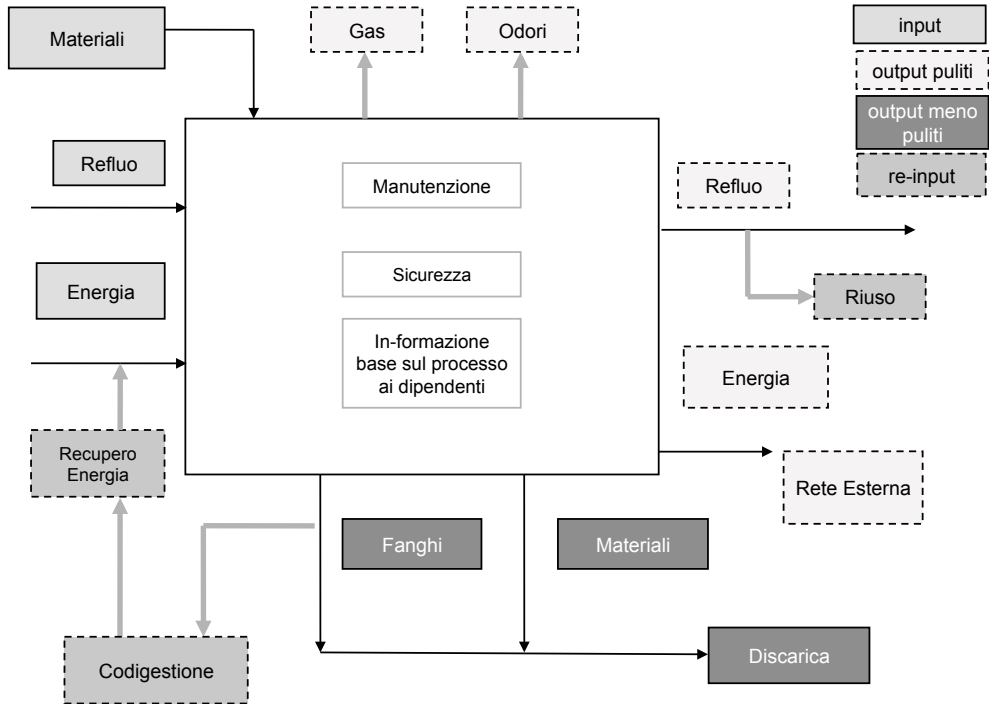 Materiali
Gas
Odori
input
output puliti
output meno
puliti
re-input
Refluo
Manutenzione
Refluo
Energia
Sicurezza
Riuso
In-formazione
base sul processo
ai dipendenti
Energia
Recupero
Energia
Rete Esterna
Fanghi
Materiali
Codigestione
Discarica